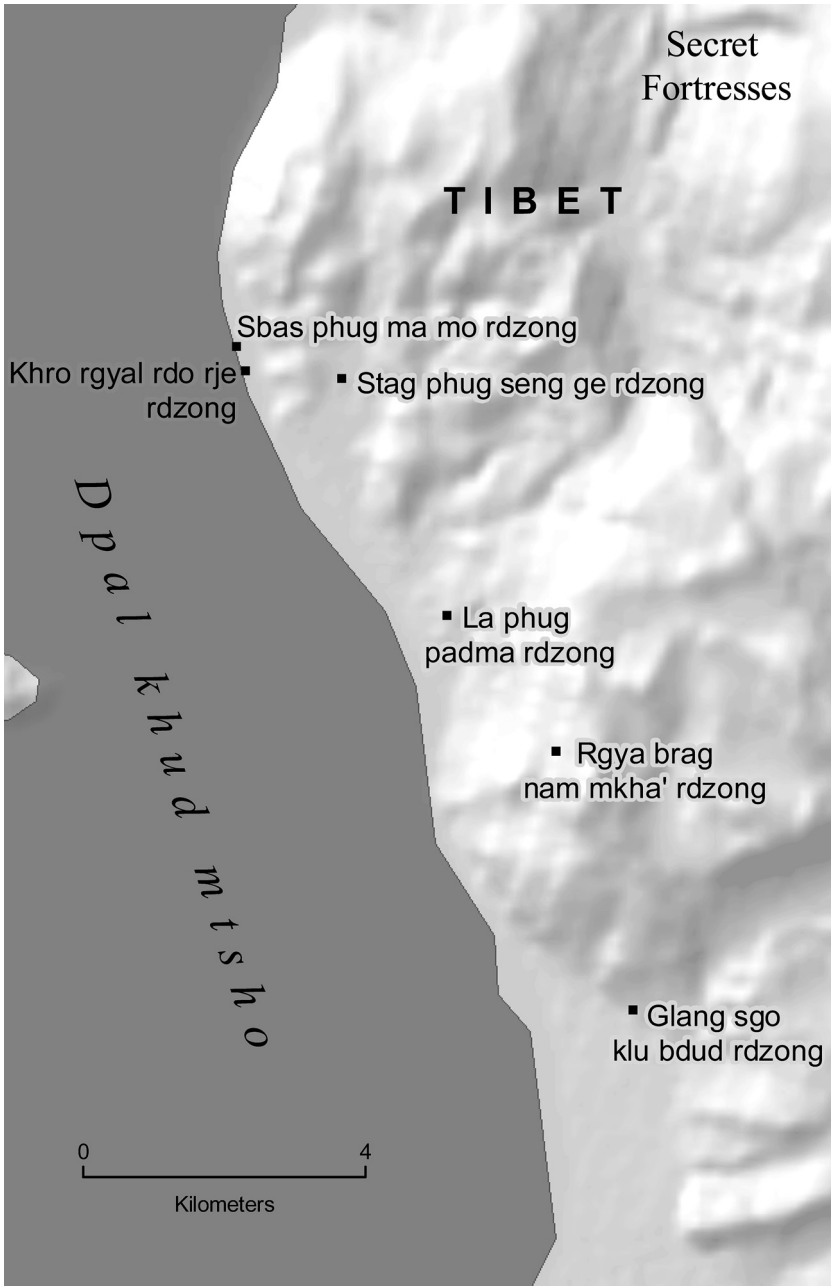 Secret
Fortresses
TIBET
Sbas phug ma mo rdzong
Khro rgyal rdo rje
rdzong
Stag phug seng ge rdzong
Dpal khud mtsho
La phug
padma rdzong
Rgya brag
nam mkha' rdzong
Glang sgo
klu bdud rdzong
0 4
Kilometers